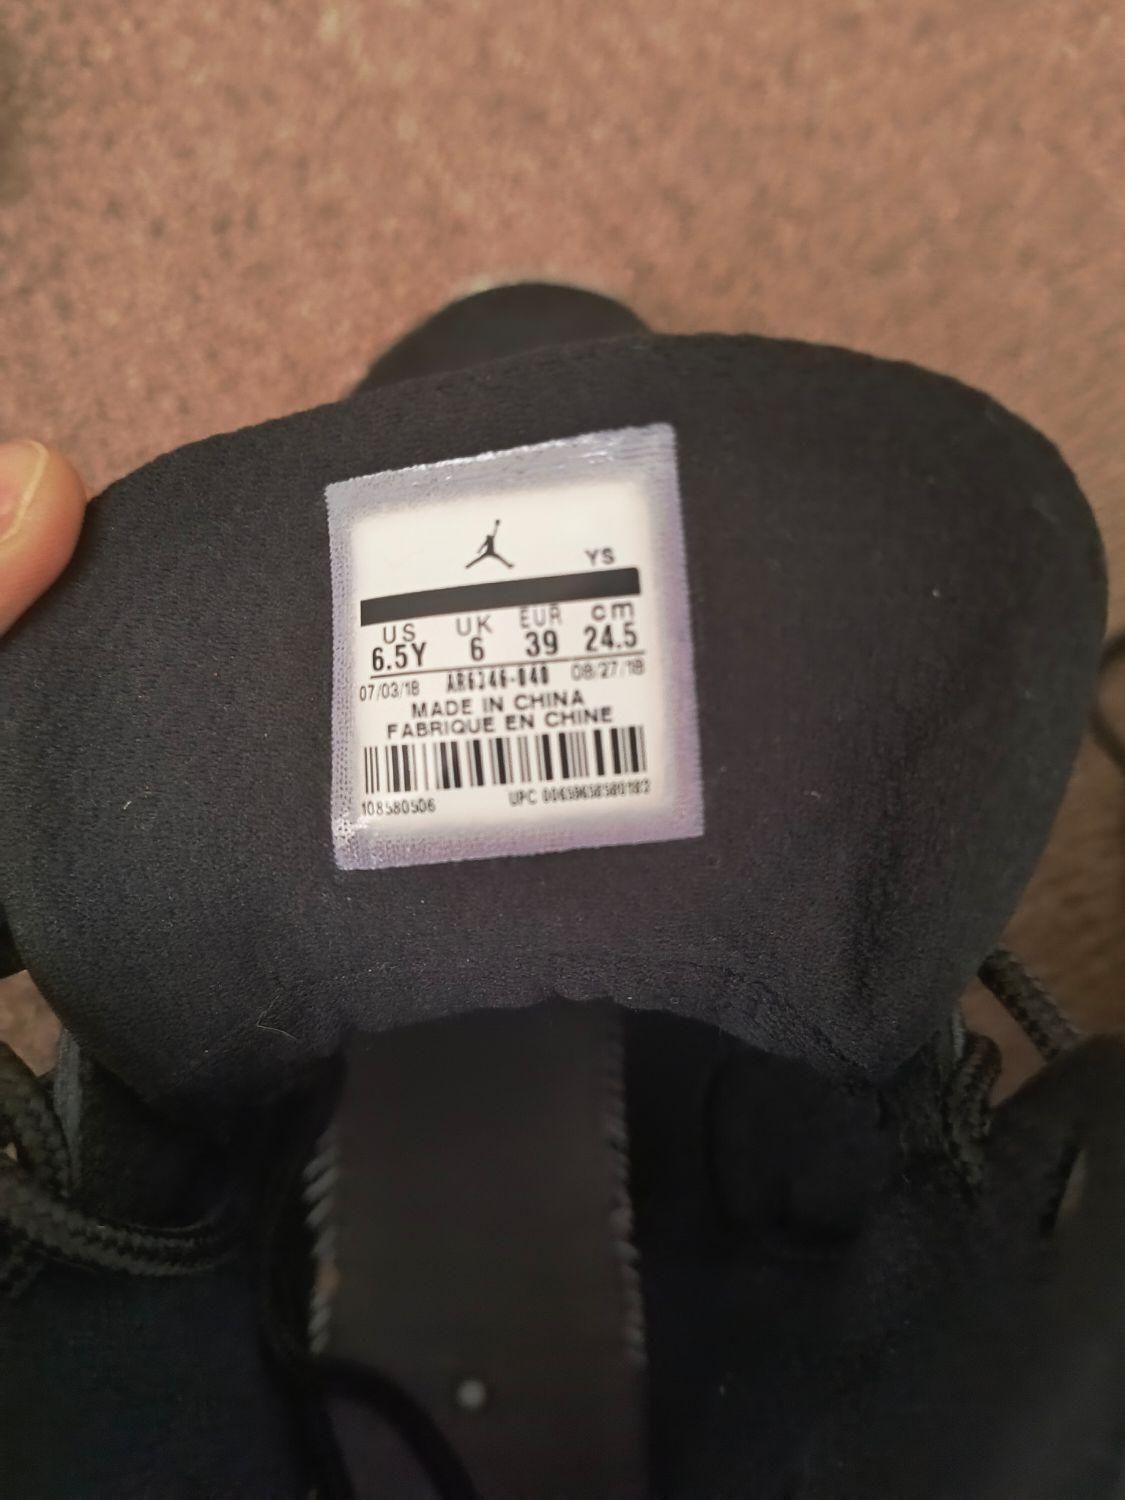 YS
US UK EUR cm
6.5Y 6 39 24.5
07/03/18 08/27/18
MADE IN CHINA
FABRIQUE EN CHINE
108580506 UPC